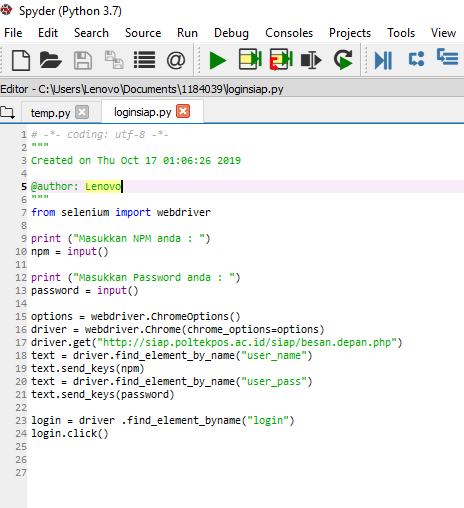 Spyder (Python 3.7)
File Edit Search Source Run Debug Consoles Projects Tools View
Editor - C:\Users\Lenovo\Documents\1184039\loginsiap.py
temp.py loginsiap.py
1 # -*- coding: utf-8 -*-
2 """
3 Created on Thu Oct 17 01:06:26 2019
4
5 @author: Lenovo
6 """
7 from selenium import webdriver
8
9 print ("Masukkan NPM anda : ")
10 npm = input()
11
12 print ("Masukkan Password anda : ")
13 password = input()
14
15 options = webdriver.ChromeOptions()
16 driver = webdriver.Chrome(chrome_options=options)
17 driver.get("http://siap.poltekpos.ac.id/siap/besan.depan.php")
18 text = driver.find_element_by_name("user_name")
19 text.send_keys(npm)
20 text = driver.find_element_by_name("user_pass")
21 text.send_keys(password)
22
23 login = driver .find_element_byname("login")
24 login.click()
25
26
27